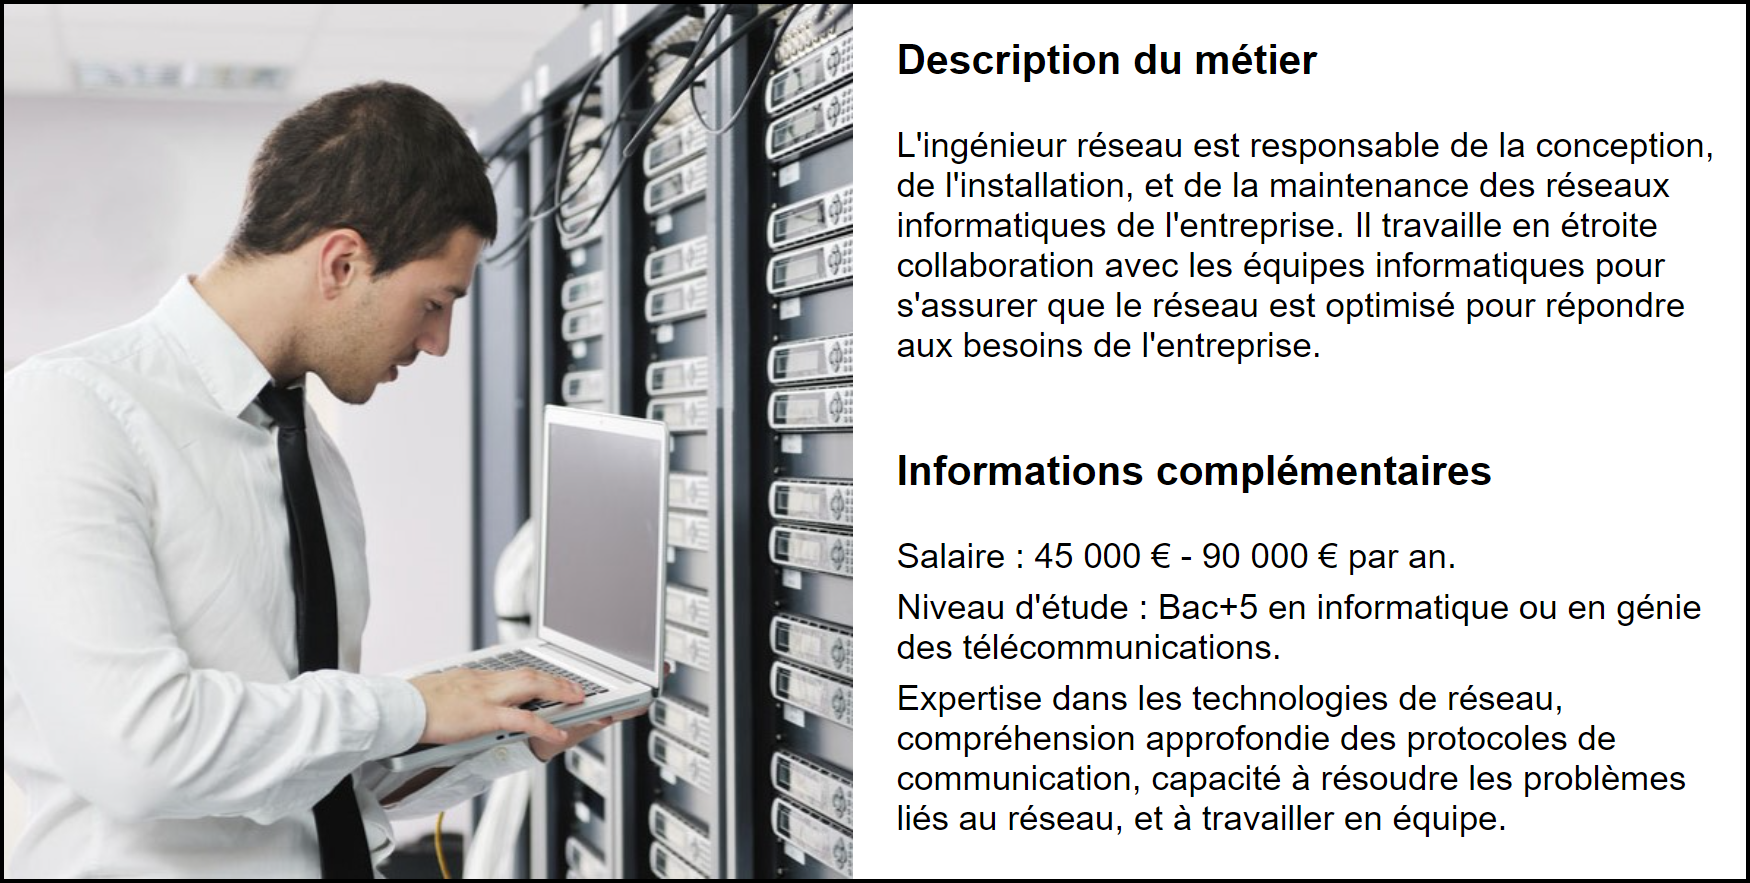 Description du métier
L'ingénieur réseau est responsable de la conception,
de l'installation, et de la maintenance des réseaux
informatiques de l'entreprise. Il travaille en étroite
collaboration avec les équipes informatiques pour
s'assurer que le réseau est optimisé pour répondre
aux besoins de l'entreprise.
Informations complémentaires
Salaire : 45 000 € - 90 000 € par an.
Niveau d'étude : Bac+5 en informatique ou en génie
des télécommunications.
Expertise dans les technologies de réseau,
compréhension approfondie des protocoles de
communication, capacité à résoudre les problèmes
liés au réseau, et à travailler en équipe.